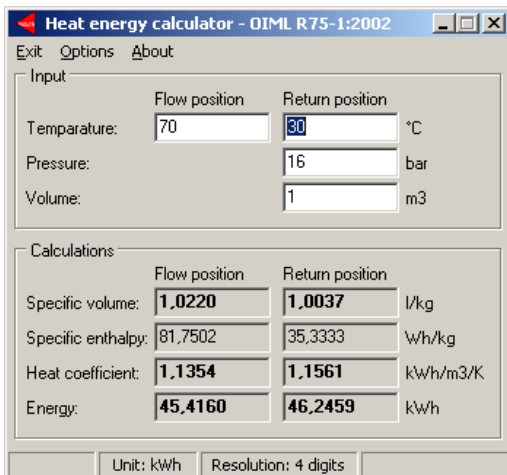 Heat energy calculator - OIML R75-1:2002
Exit Options About
Input
Flow position Return position
Temparature: 70 30 °C
Pressure: 16 bar
Volume: 1 m3
Calculations
Flow position Return position
Specific volume: 1,0220 1,0037 l/kg
Specific enthalpy: 81,7502 35,3333 Wh/kg
Heat coefficient: 1,1354 1,1561 kWh/m3/K
Energy: 45,4160 46,2459 kWh
Unit: kWh Resolution: 4 digits